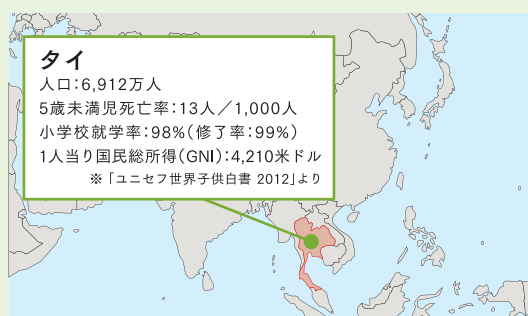 タイ
人口：6,912万人
5歳未満児死亡率：13人／1,000人
小学校就学率：98%（修了率：99%）
1人当り国民総所得（GNI）：4,210米ドル
※「ユニセフ世界子供白書 2012」より